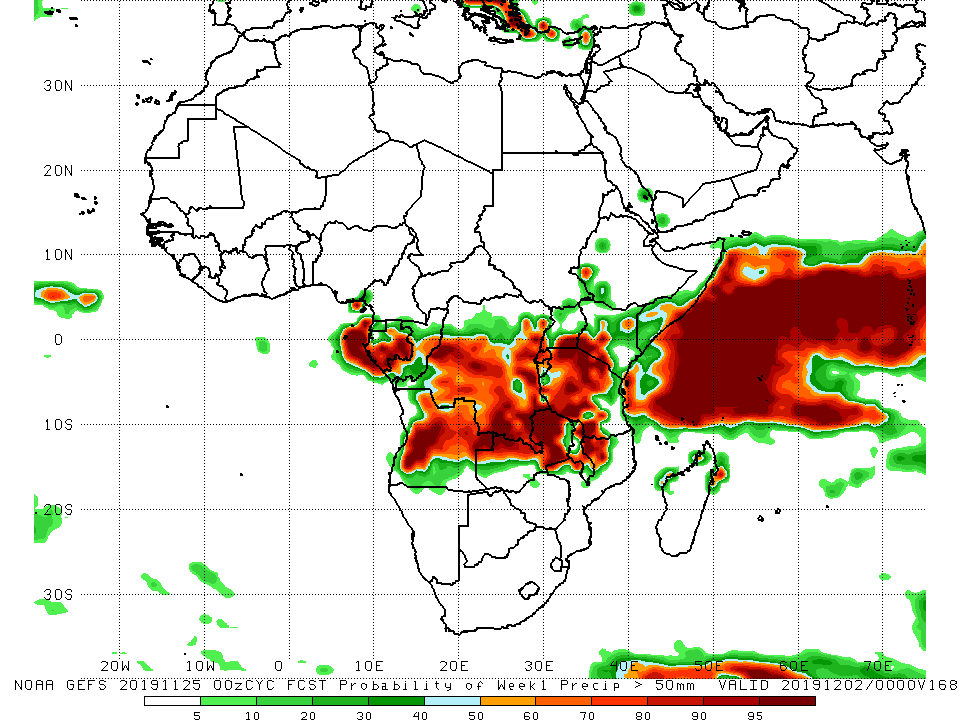 30N
20N
10N
0
10S
20S
30S
20W 10W 0 10E 20E 30E 40E 50E 60E 70E
NOAA GEFS 20191125 00zCYC FCST Probability of Week1 Precip > 50mm VALID 20191202/0000V168
5 10 20 30 40 50 60 70 80 90 95